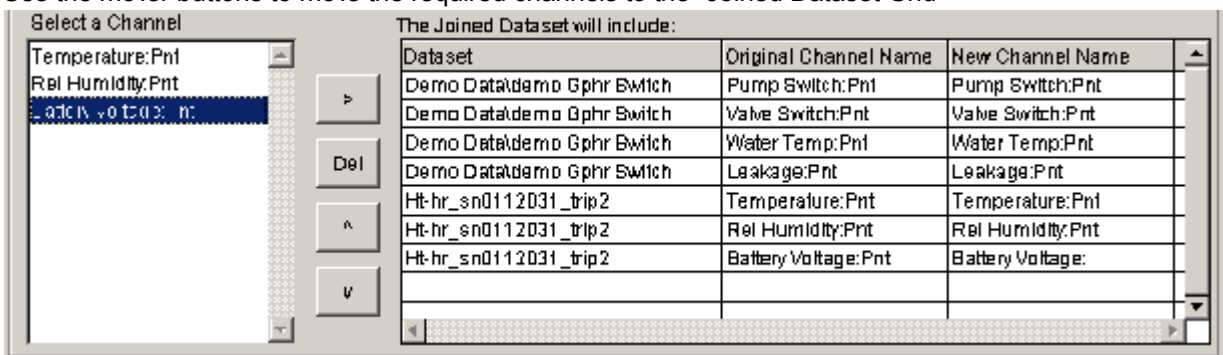 Select a Channel
The Joined Dataset will include:
Temperature:Pnt
Rel Humidity:Pnt
Dataset Original Channel Name New Channel Name
Demo Data\demo Gphr Switch Pump Switch:Pnt Pump Switch:Pnt
Demo Data\demo Gphr Switch Valve Switch:Pnt Valve Switch:Pnt
Demo Data\demo Gphr Switch Water Temp:Pnt Water Temp:Pnt
Demo Data\demo Gphr Switch Leakage:Pnt Leakage:Pnt
Ht-hr_sn0112031_trip2 Temperature:Pnt Temperature:Pnt
Ht-hr_sn0112031_trip2 Rel Humidity:Pnt Rel Humidity:Pnt
Ht-hr_sn0112031_trip2 Battery Voltage:Pnt Battery Voltage:
>
Del
^
v